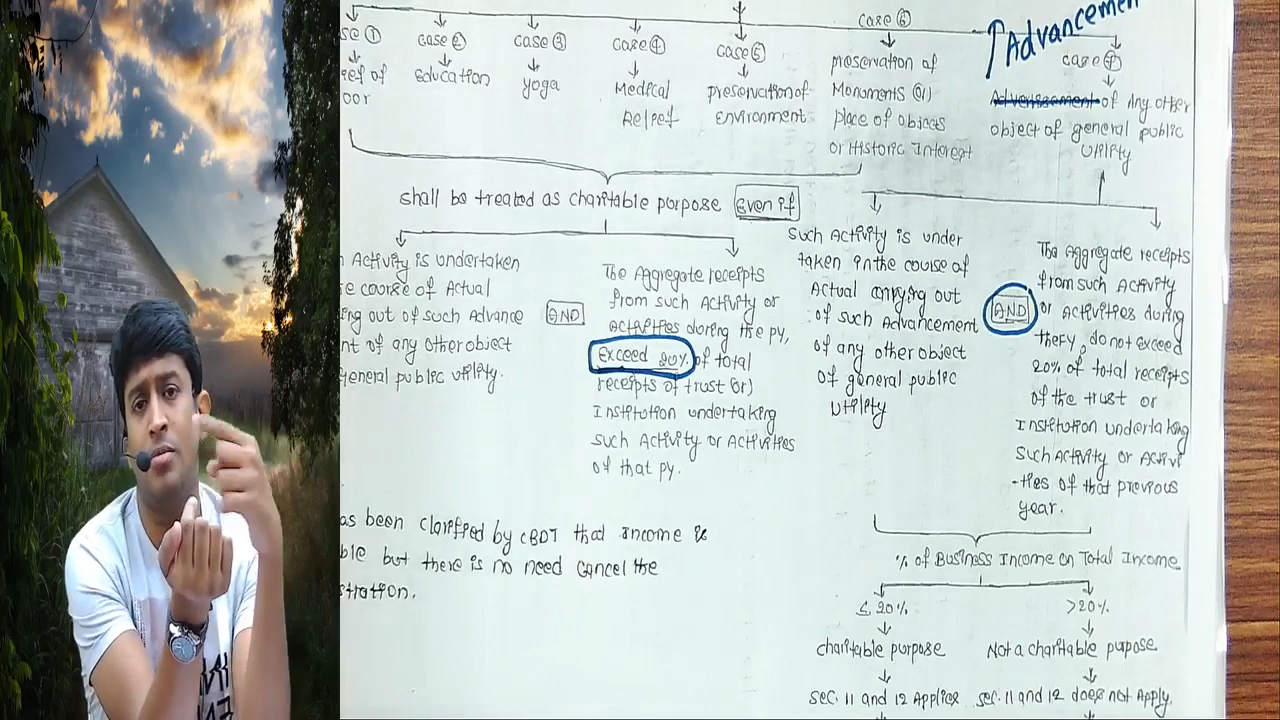 Advancement
se ①
case ②
case ③
case ④
case ⑤
case ⑥
case ⑦
ief of
oor
Education
yoga
Medical
Relief
preservation of
Environment
preservation of
Monuments (or)
place of objects
or Historic Interest
Advertisement of Any other
object of general public
Utility
shall be treated as charitable purpose Even if
Activity is undertaken
e course of Actual
ing out of such Advance
nt of any other object
general public utility.
AND
The Aggregate receipts
from such Activity or
Activities during the py,
Exceed 20% of total
receipts of trust (or)
Institution undertaking
such Activity or Activities
of that py.
such Activity is under
taken in the course of
Actual carrying out
of such Advancement
of any other object
of general public
Utility
AND
The Aggregate receipts
from such Activity
or Activities during
the PY, do not exceed
20% of total receipts
of the trust or
Institution undertaking
such Activity or Activi
-ties of that previous
year.
as been clarified by CBDT that income is
ble but there is no need cancel the
stration.
% of Business Income on Total Income
≤ 20%
>20%
charitable purpose
Not a charitable purpose
sec. 11 and 12 Applies
sec. 11 and 12 does not Apply.